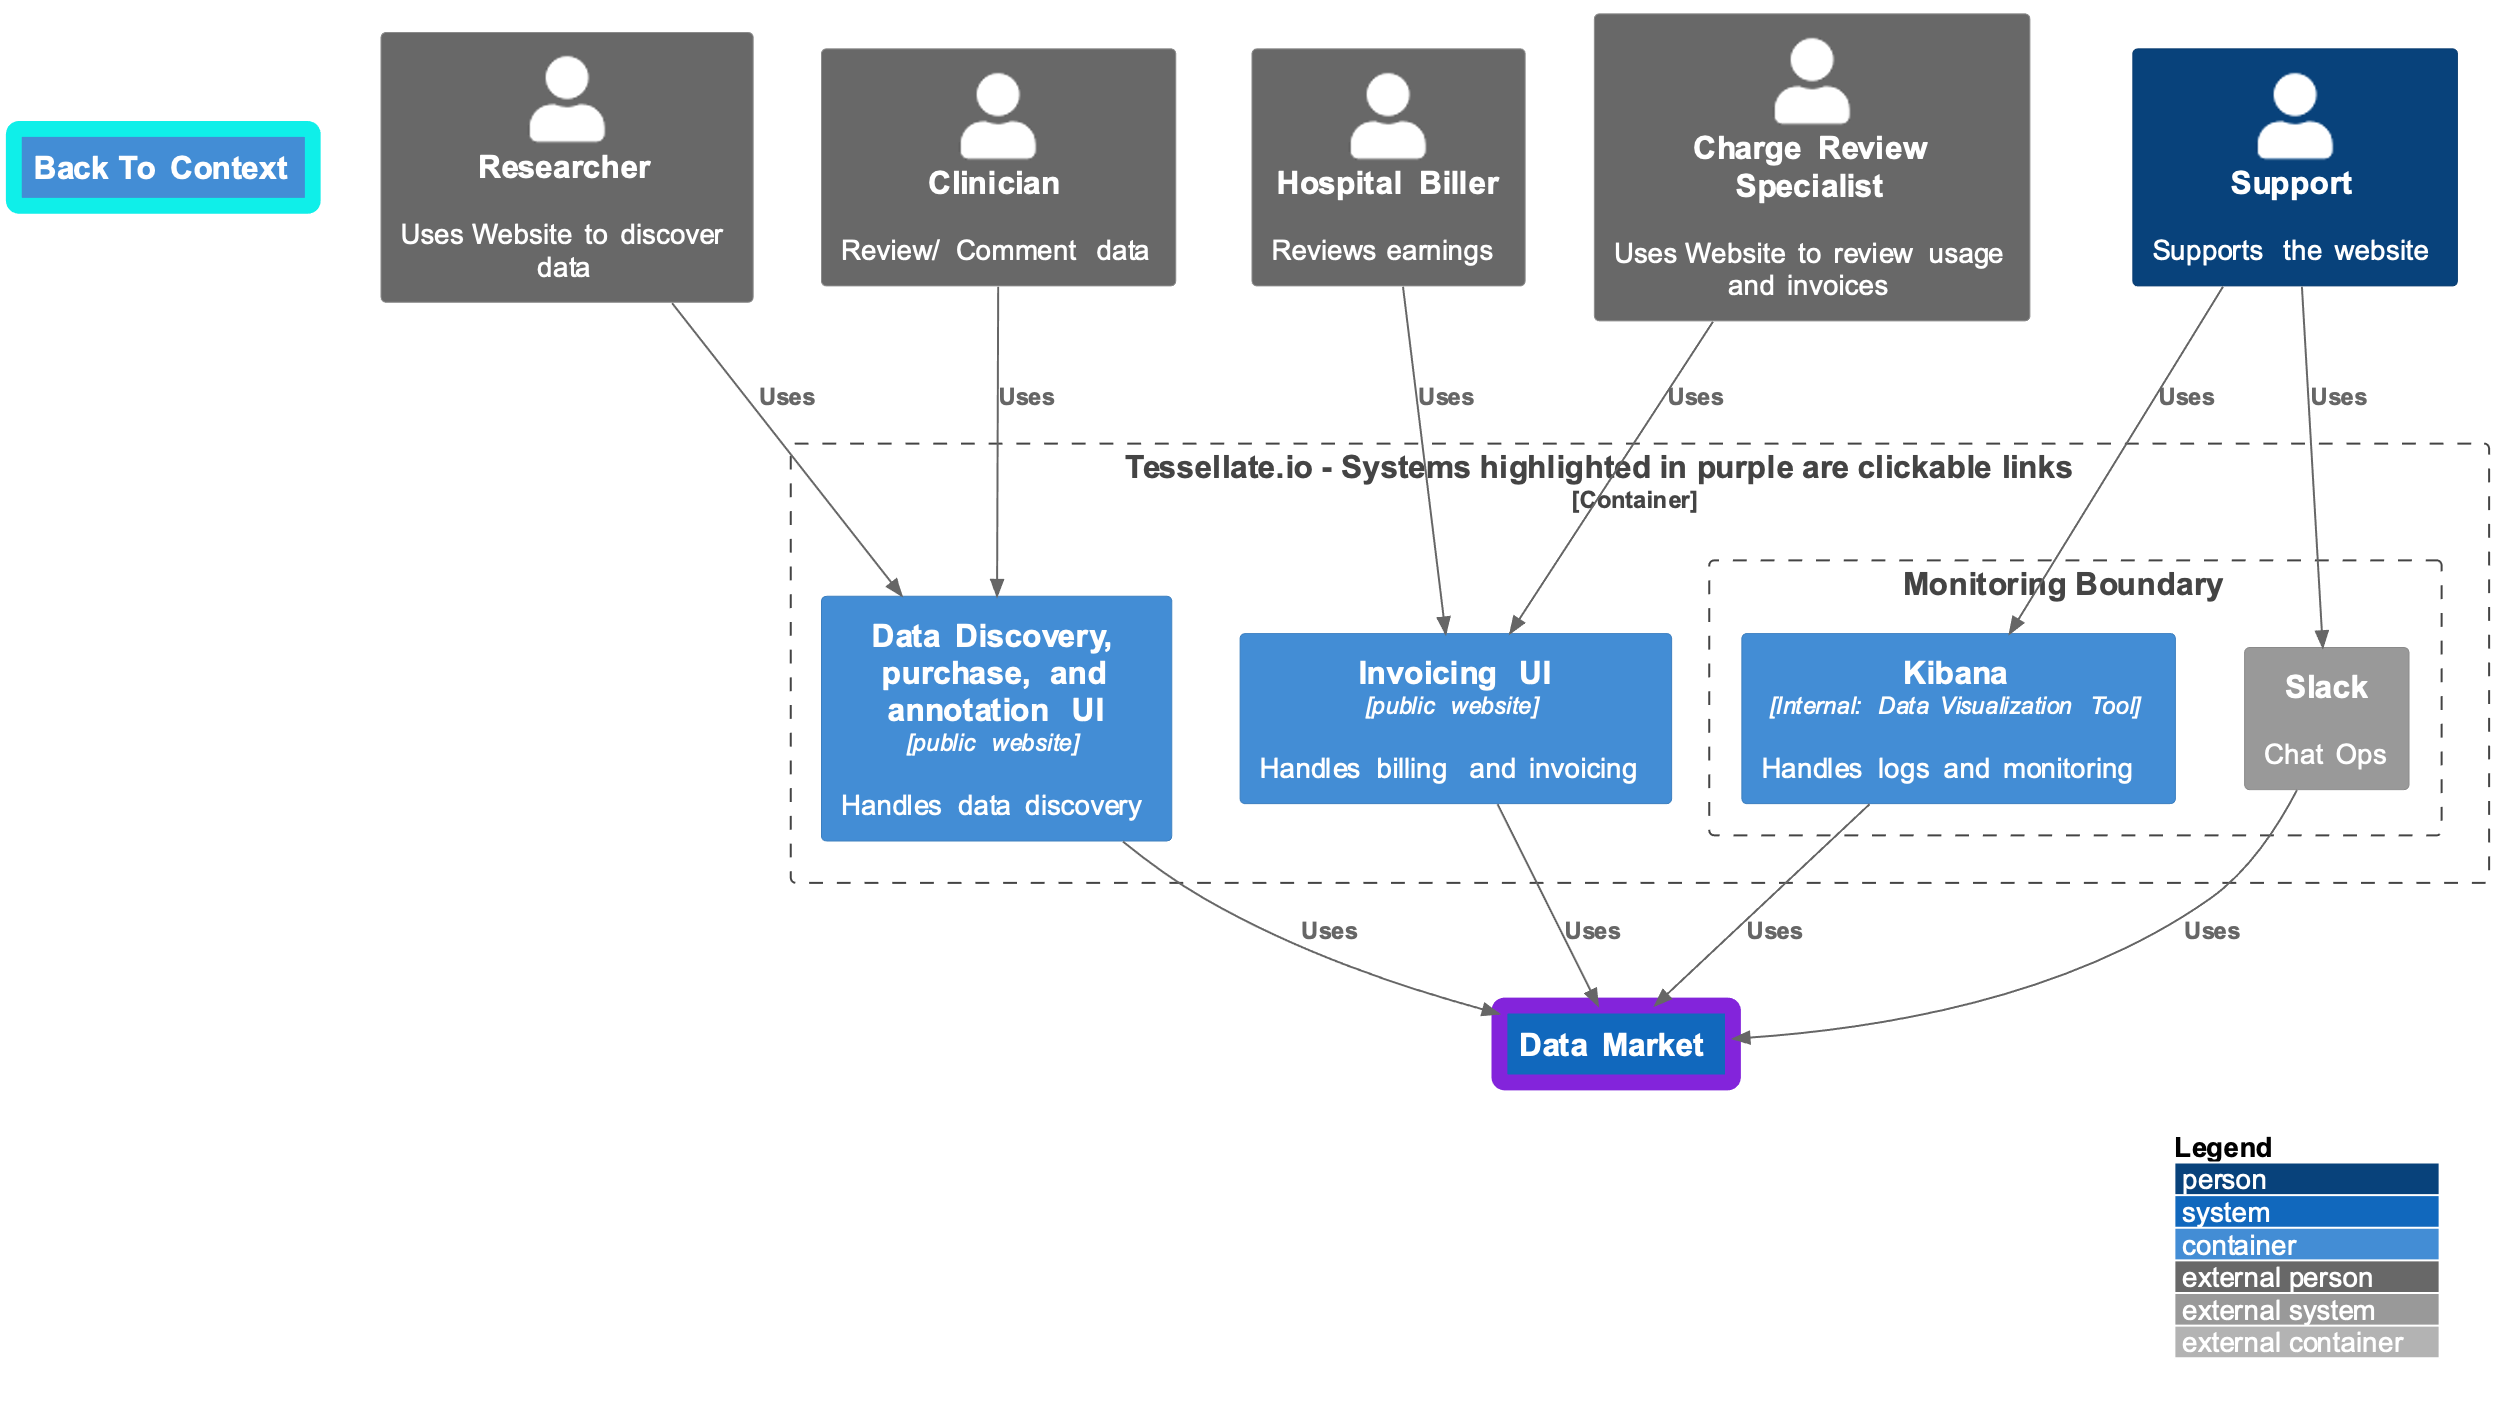 Back To Context
Researcher
Uses Website to discover
data
Clinician
Review/ Comment data
Hospital Biller
Reviews earnings
Charge Review
Specialist
Uses Website to review usage
and invoices
Support
Supports the website
Uses
Uses
Uses
Uses
Uses
Uses
Tessellate.io - Systems highlighted in purple are clickable links
[Container]
Monitoring Boundary
Data Discovery,
purchase, and
annotation UI
[public website]
Handles data discovery
Invoicing UI
[public website]
Handles billing and invoicing
Kibana
[Internal: Data Visualization Tool]
Handles logs and monitoring
Slack
Chat Ops
Uses
Uses
Uses
Uses
Data Market
Legend
person
system
container
external person
external system
external container